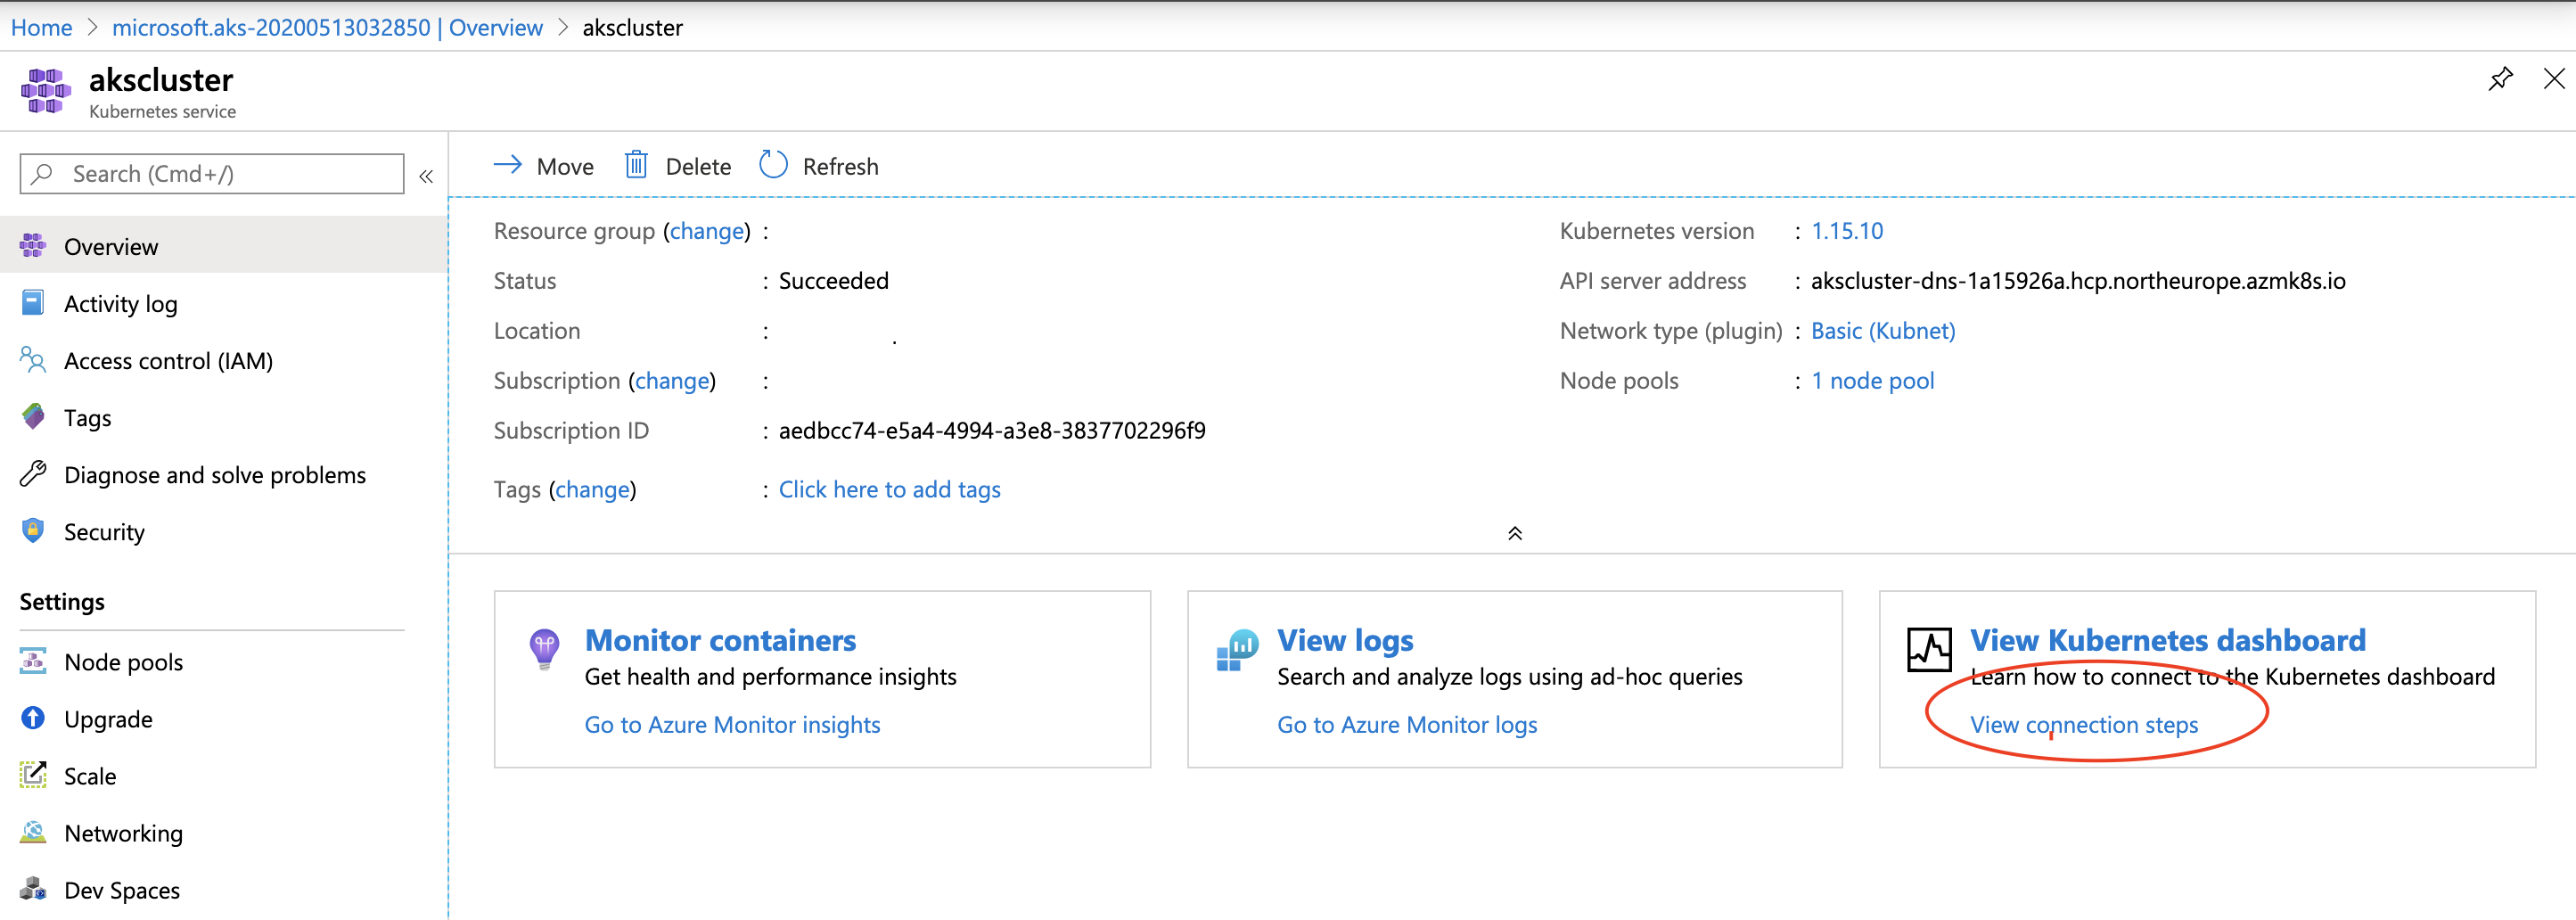 Home > microsoft.aks-20200513032850 | Overview > akscluster
akscluster
Kubernetes service
Search (Cmd+/)
«
Overview
Activity log
Access control (IAM)
Tags
Diagnose and solve problems
Security
Settings
Node pools
Upgrade
Scale
Networking
Dev Spaces
Move Delete Refresh
Resource group (change) :
Status : Succeeded
Location : .
Subscription (change) :
Subscription ID : aedbcc74-e5a4-4994-a3e8-3837702296f9
Tags (change) : Click here to add tags
Kubernetes version : 1.15.10
API server address : akscluster-dns-1a15926a.hcp.northeurope.azmk8s.io
Network type (plugin) : Basic (Kubnet)
Node pools : 1 node pool
Monitor containers
Get health and performance insights
Go to Azure Monitor insights
View logs
Search and analyze logs using ad-hoc queries
Go to Azure Monitor logs
View Kubernetes dashboard
Learn how to connect to the Kubernetes dashboard
View connection steps